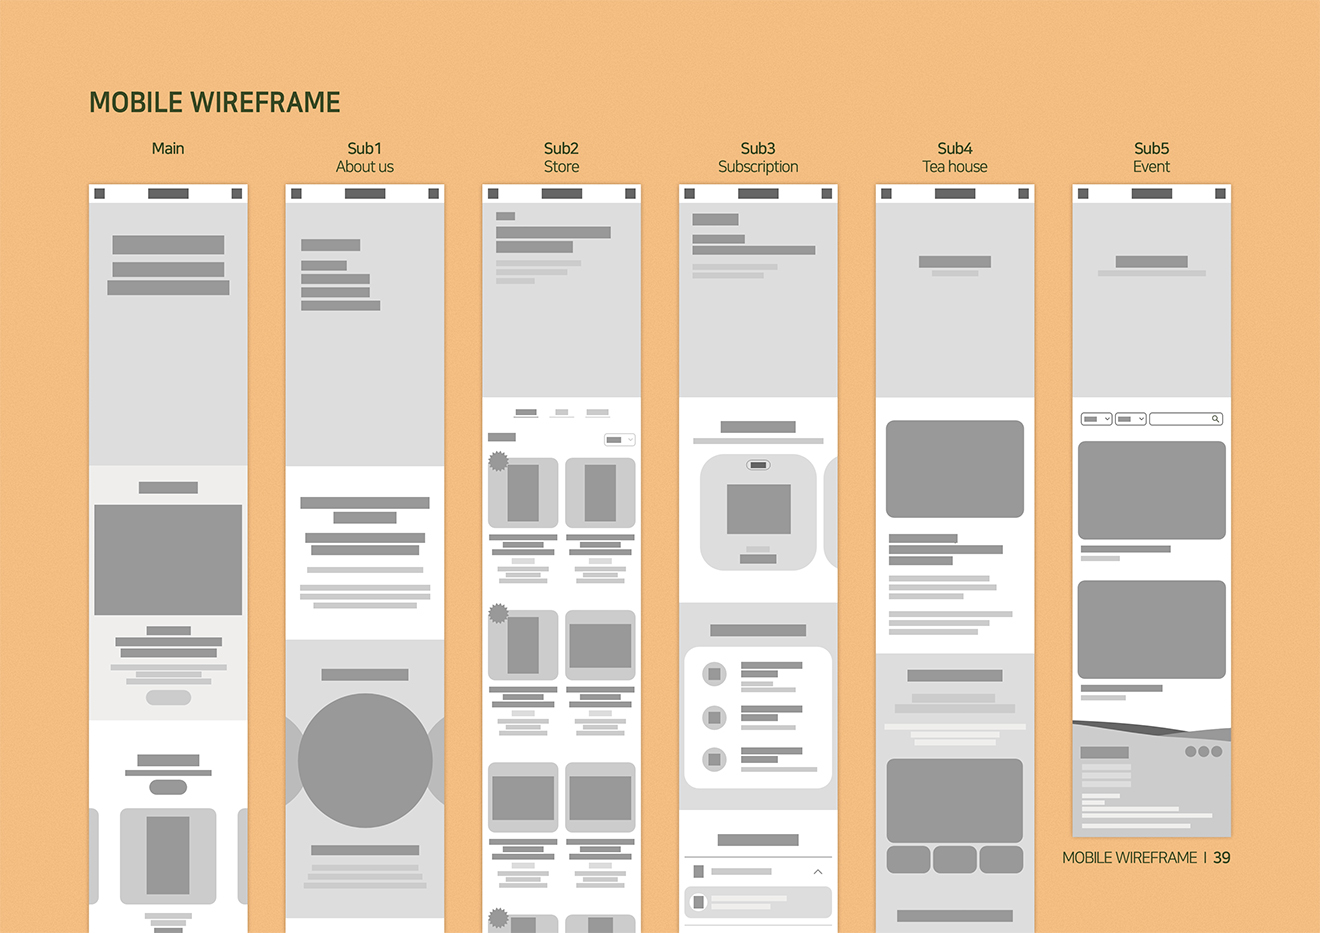 MOBILE WIREFRAME
Main
Sub1
About us
Sub2
Store
Sub3
Subscription
Sub4
Tea house
Sub5
Event
MOBILE WIREFRAME | 39